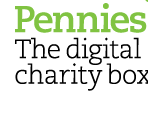 Pennies
The digital
charity box